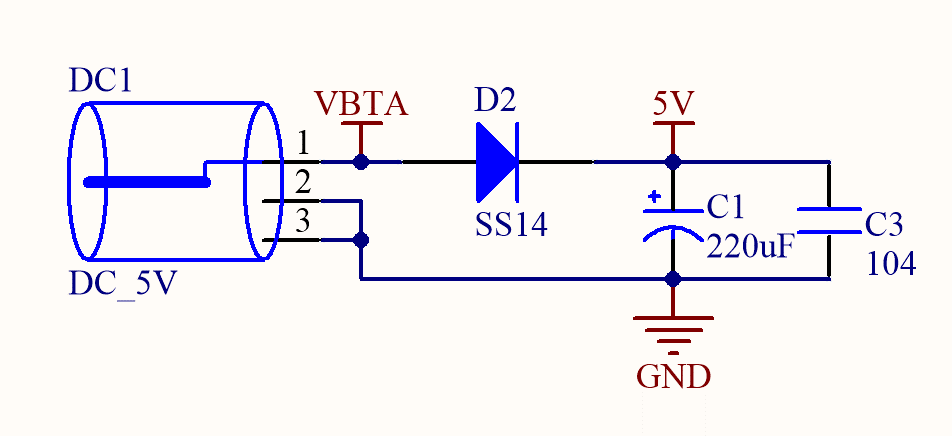 DC1
VBTA
D2
5V
1
2
3
SS14
+
C1
220uF
C3
104
DC_5V
GND